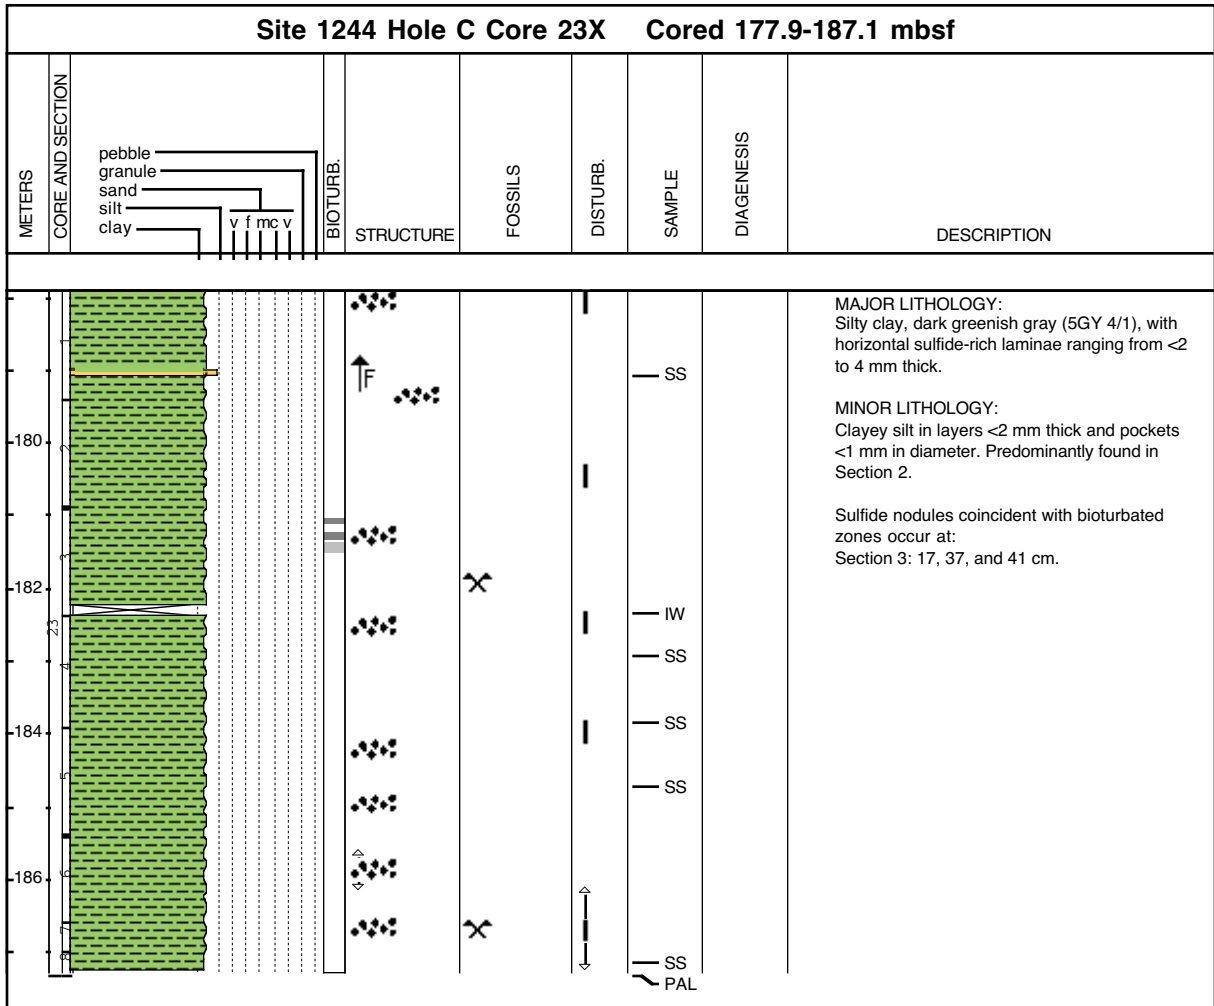 Site 1244 Hole C Core 23X Cored 177.9-187.1 mbsf
METERS
CORE AND SECTION
pebble
granule
sand
silt
clay
v f m c v
BIOTURB.
STRUCTURE
FOSSILS
DISTURB.
SAMPLE
DIAGENESIS
DESCRIPTION
MAJOR LITHOLOGY:
Silty clay, dark greenish gray (5GY 4/1), with
horizontal sulfide-rich laminae ranging from <2
to 4 mm thick.
MINOR LITHOLOGY:
Clayey silt in layers <2 mm thick and pockets
<1 mm in diameter. Predominantly found in
Section 2.
Sulfide nodules coincident with bioturbated
zones occur at:
Section 3: 17, 37, and 41 cm.
1
F
SS
180
2
3
182
23
IW
4
SS
SS
184
5
SS
186
6
7
8
SS
PAL